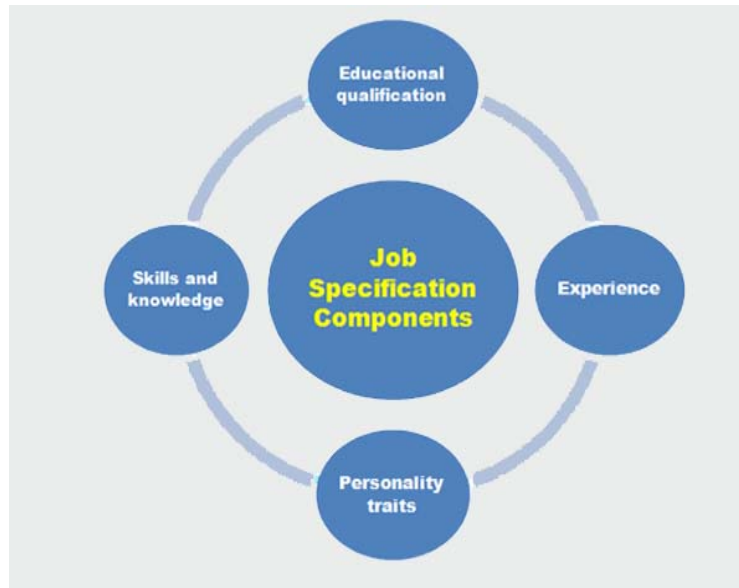 Educational
qualification
Skills and
knowledge
Job
Specification
Components
Experience
Personality
traits